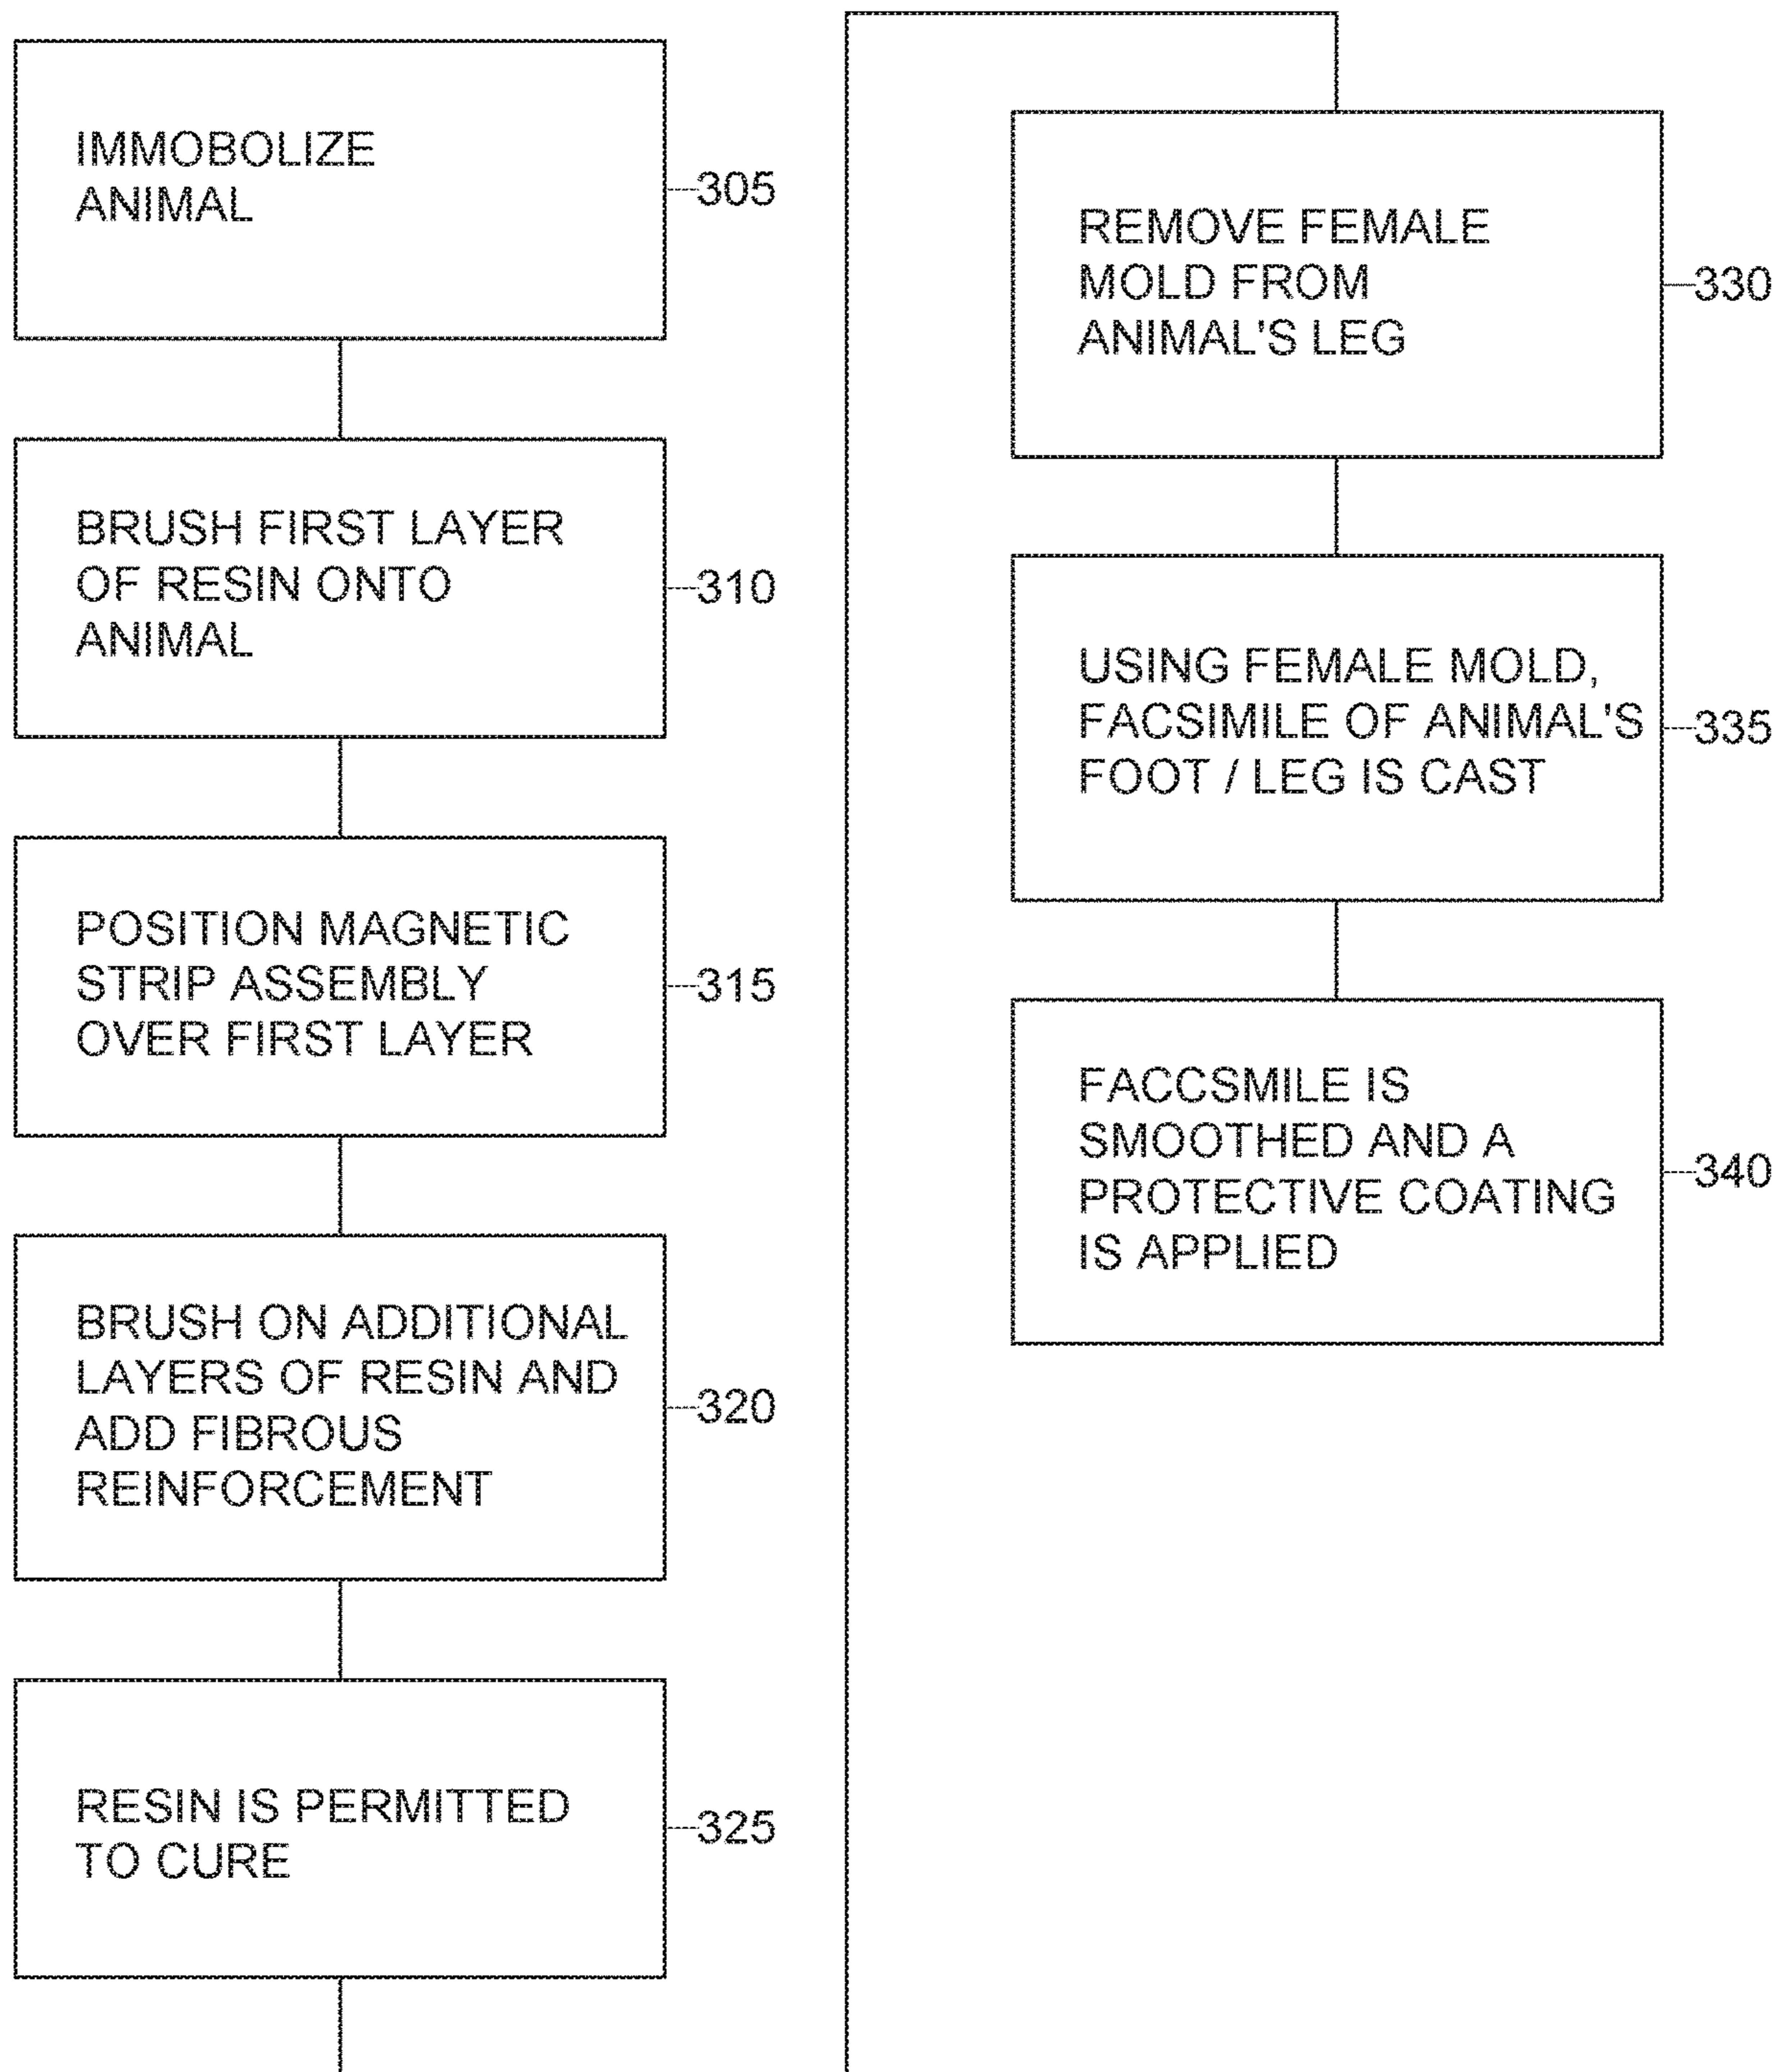 IMMOBOLIZE
ANIMAL
305
BRUSH FIRST LAYER
OF RESIN ONTO
ANIMAL
310
POSITION MAGNETIC
STRIP ASSEMBLY
OVER FIRST LAYER
315
BRUSH ON ADDITIONAL
LAYERS OF RESIN AND
ADD FIBROUS
REINFORCEMENT
320
RESIN IS PERMITTED
TO CURE
325
REMOVE FEMALE
MOLD FROM
ANIMAL'S LEG
330
USING FEMALE MOLD,
FACSIMILE OF ANIMAL'S
FOOT / LEG IS CAST
335
FACCSMILE IS
SMOOTHED AND A
PROTECTIVE COATING
IS APPLIED
340